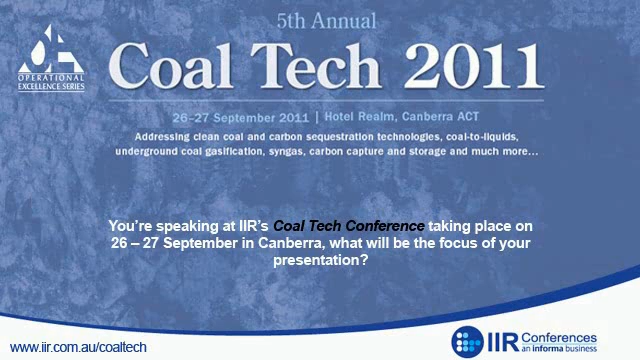 5th Annual
Coal Tech 2011
OPERATIONAL
EXCELLENCE SERIES
26–27 September 2011 | Hotel Realm, Canberra ACT
Addressing clean coal and carbon sequestration technologies, coal-to-liquids,
underground coal gasification, syngas, carbon capture and storage and much more...
You're speaking at IIR's Coal Tech Conference taking place on
26 – 27 September in Canberra, what will be the focus of your
presentation?
www.iir.com.au/coaltech
IIR Conferences
an informa business